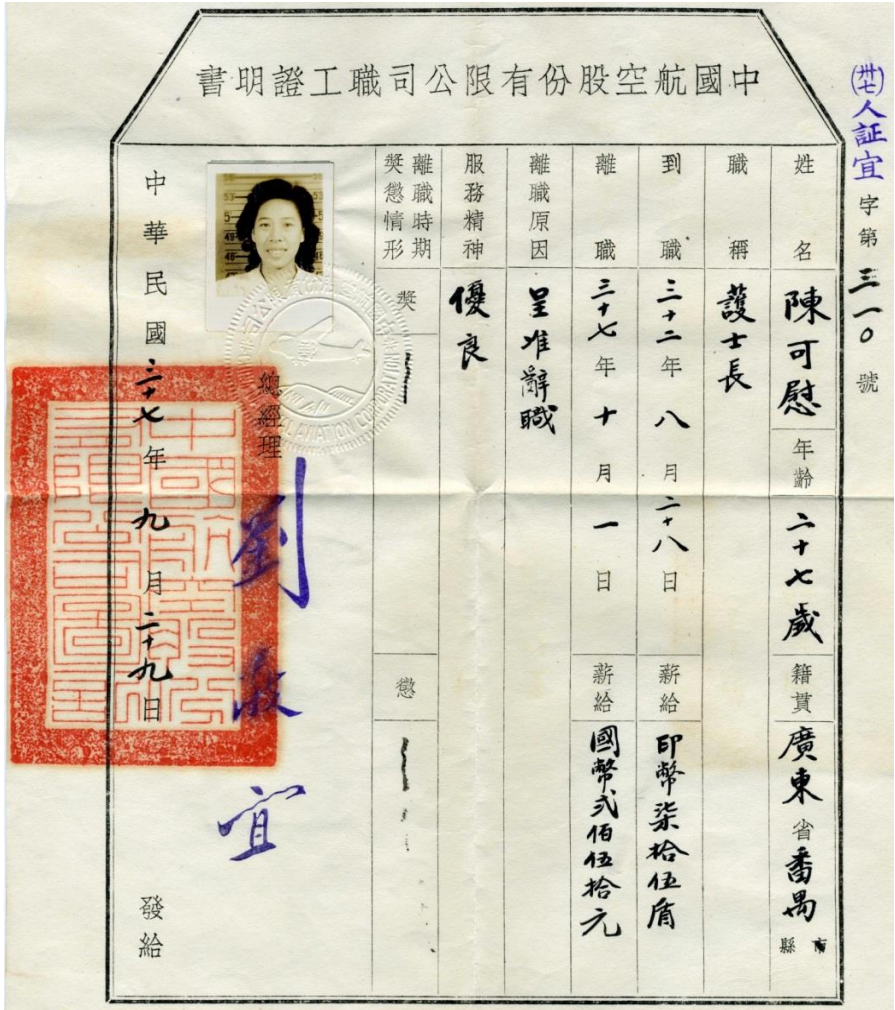 (卅七)人証宜字第三一〇號
中國航空股份有限公司職工證明書
姓名 陳可慰 年齡 二十七歲 籍貫 廣東省番禺縣市
職稱 護士長
到職 三十二年八月二十八日 薪給 印幣柒拾伍盾
離職 三十七年十月一日 薪給 國幣弍佰伍拾元
離職原因 呈准辭職
服務精神 優良
離職時期獎懲情形 獎 懲
總經理 劉敬宜
中華民國三十七年九月二十九日發給
AVIATION CORPORATION